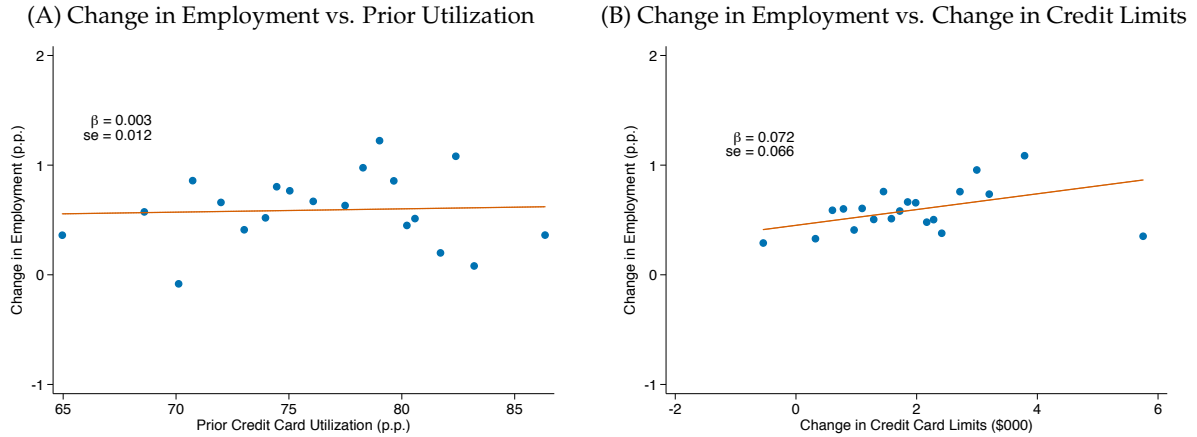 (A) Change in Employment vs. Prior Utilization
2
1
0
-1
Change in Employment (p.p.)
β = 0.003
se = 0.012
65 70 75 80 85
Prior Credit Card Utilization (p.p.)
(B) Change in Employment vs. Change in Credit Limits
2
1
0
-1
Change in Employment (p.p.)
β = 0.072
se = 0.066
-2 0 2 4 6
Change in Credit Card Limits ($000)